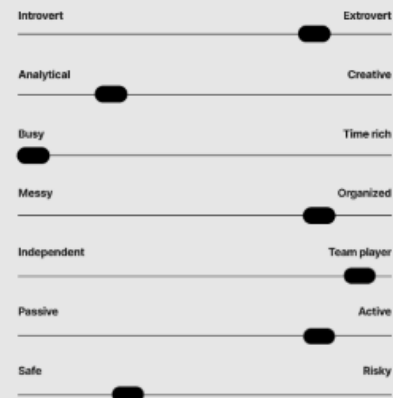 Introvert Extrovert
Analytical Creative
Busy Time rich
Messy Organized
Independent Team player
Passive Active
Safe Risky